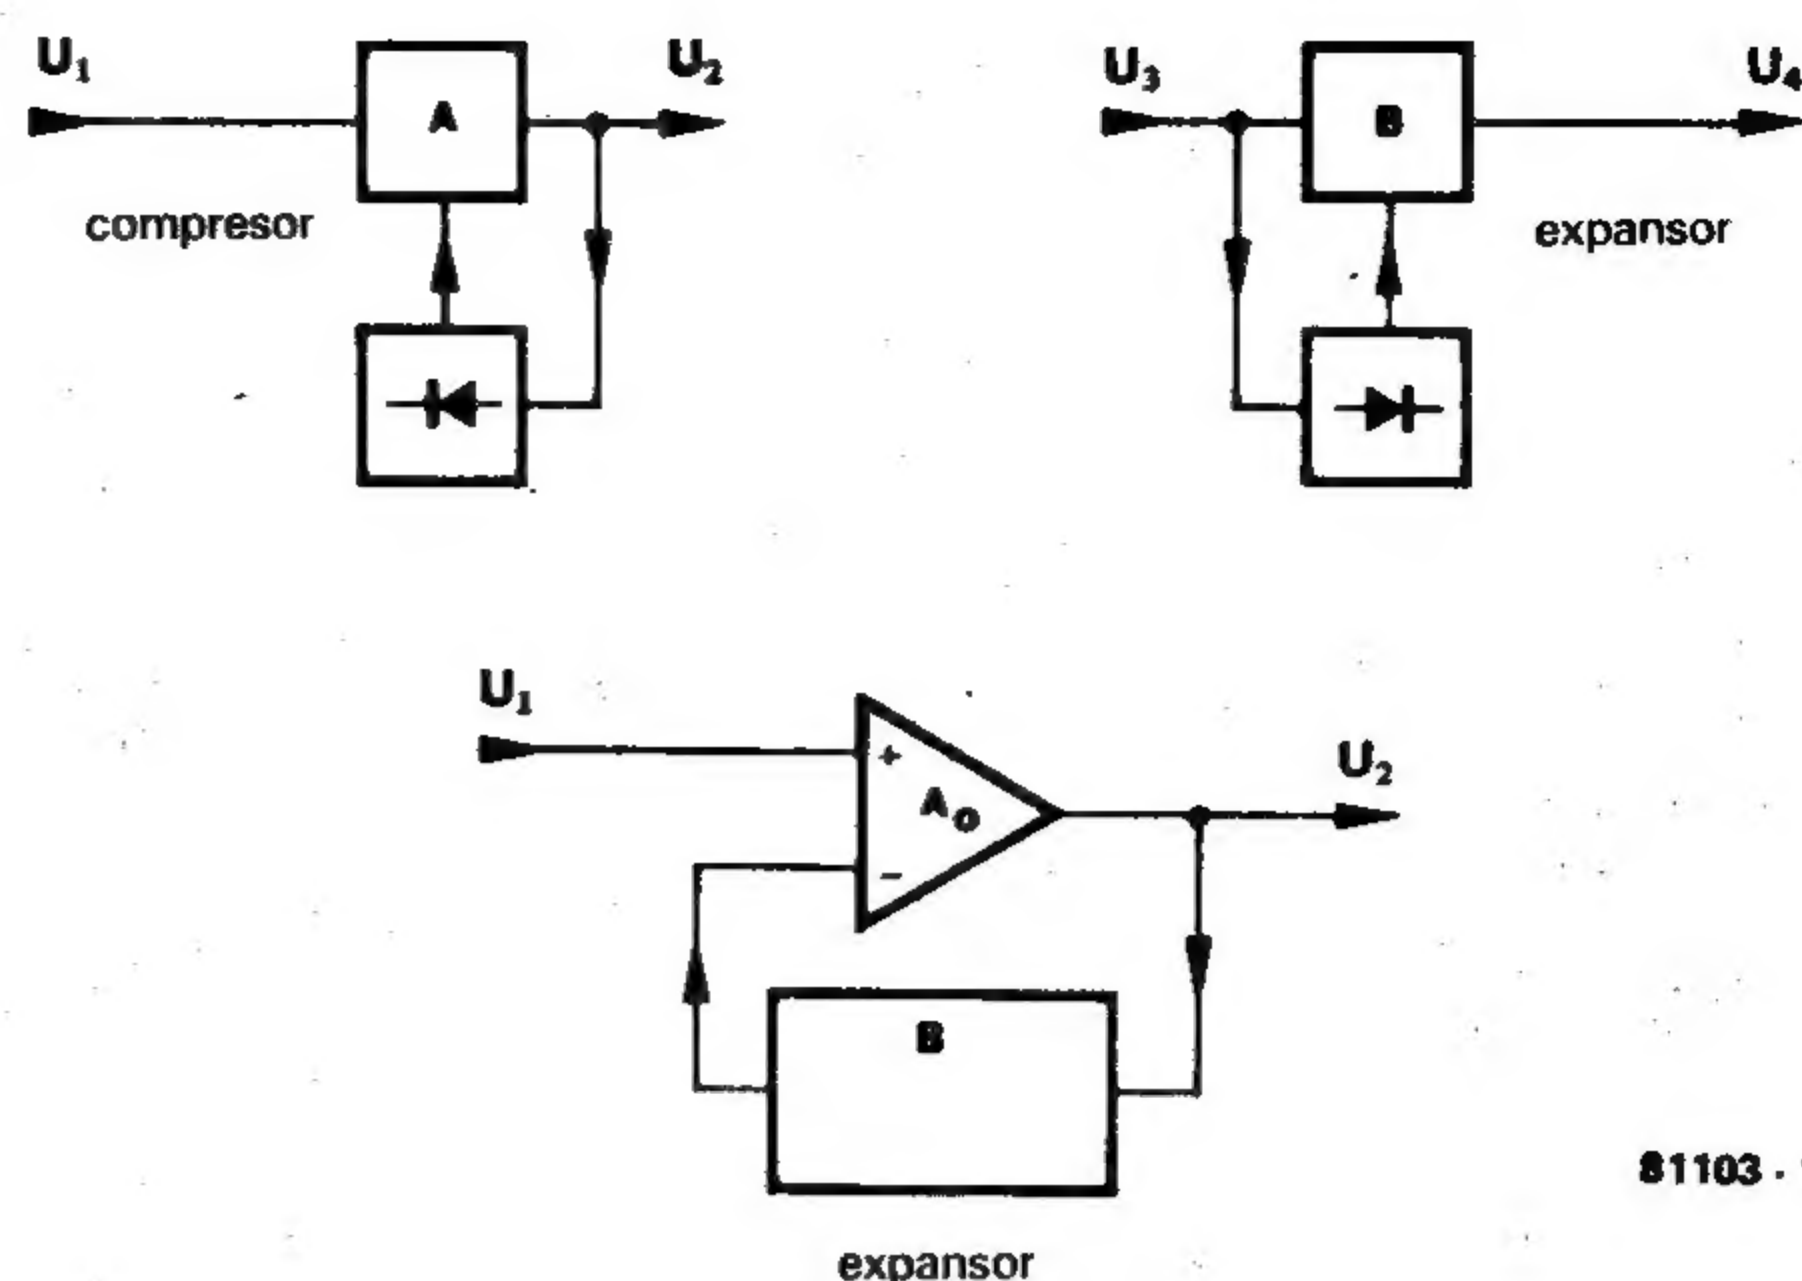 U₁
A
U₂
compresor
U₃
B
U₄
expansor
U₁
+
A₀
−
U₂
B
81103 -
expansor